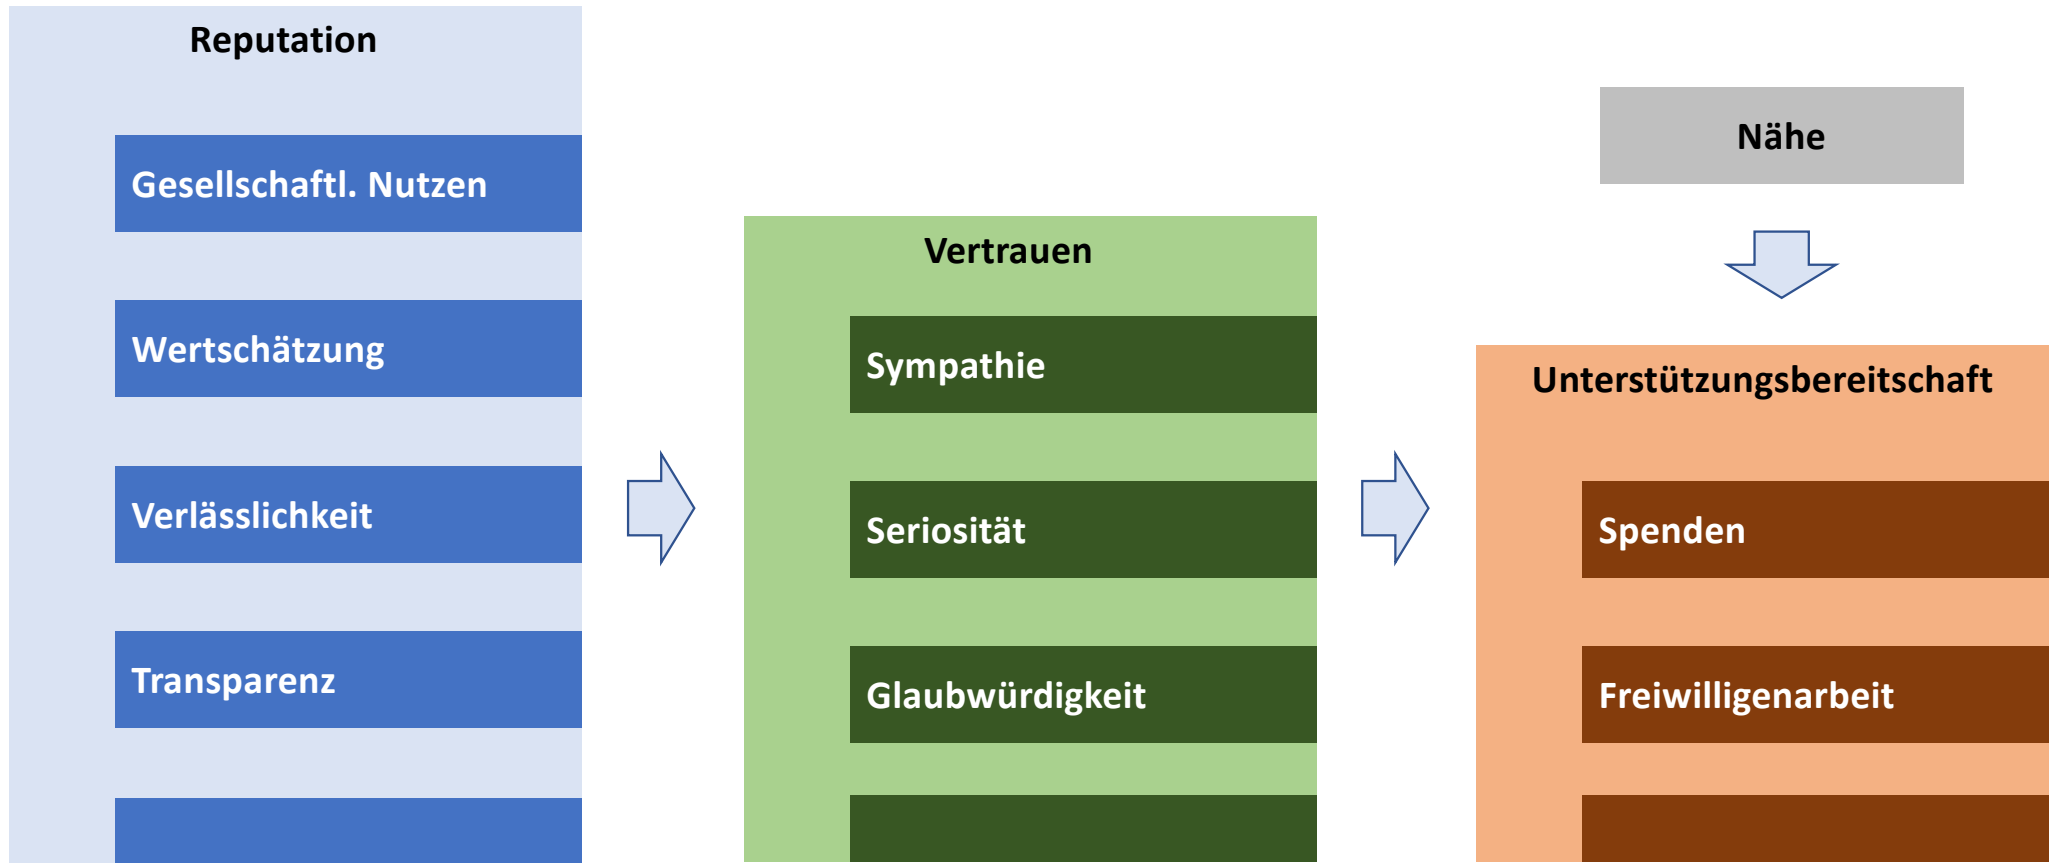 Reputation
Gesellschaftl. Nutzen
Wertschätzung
Verlässlichkeit
Transparenz
Vertrauen
Sympathie
Seriosität
Glaubwürdigkeit
Nähe
Unterstützungsbereitschaft
Spenden
Freiwilligenarbeit